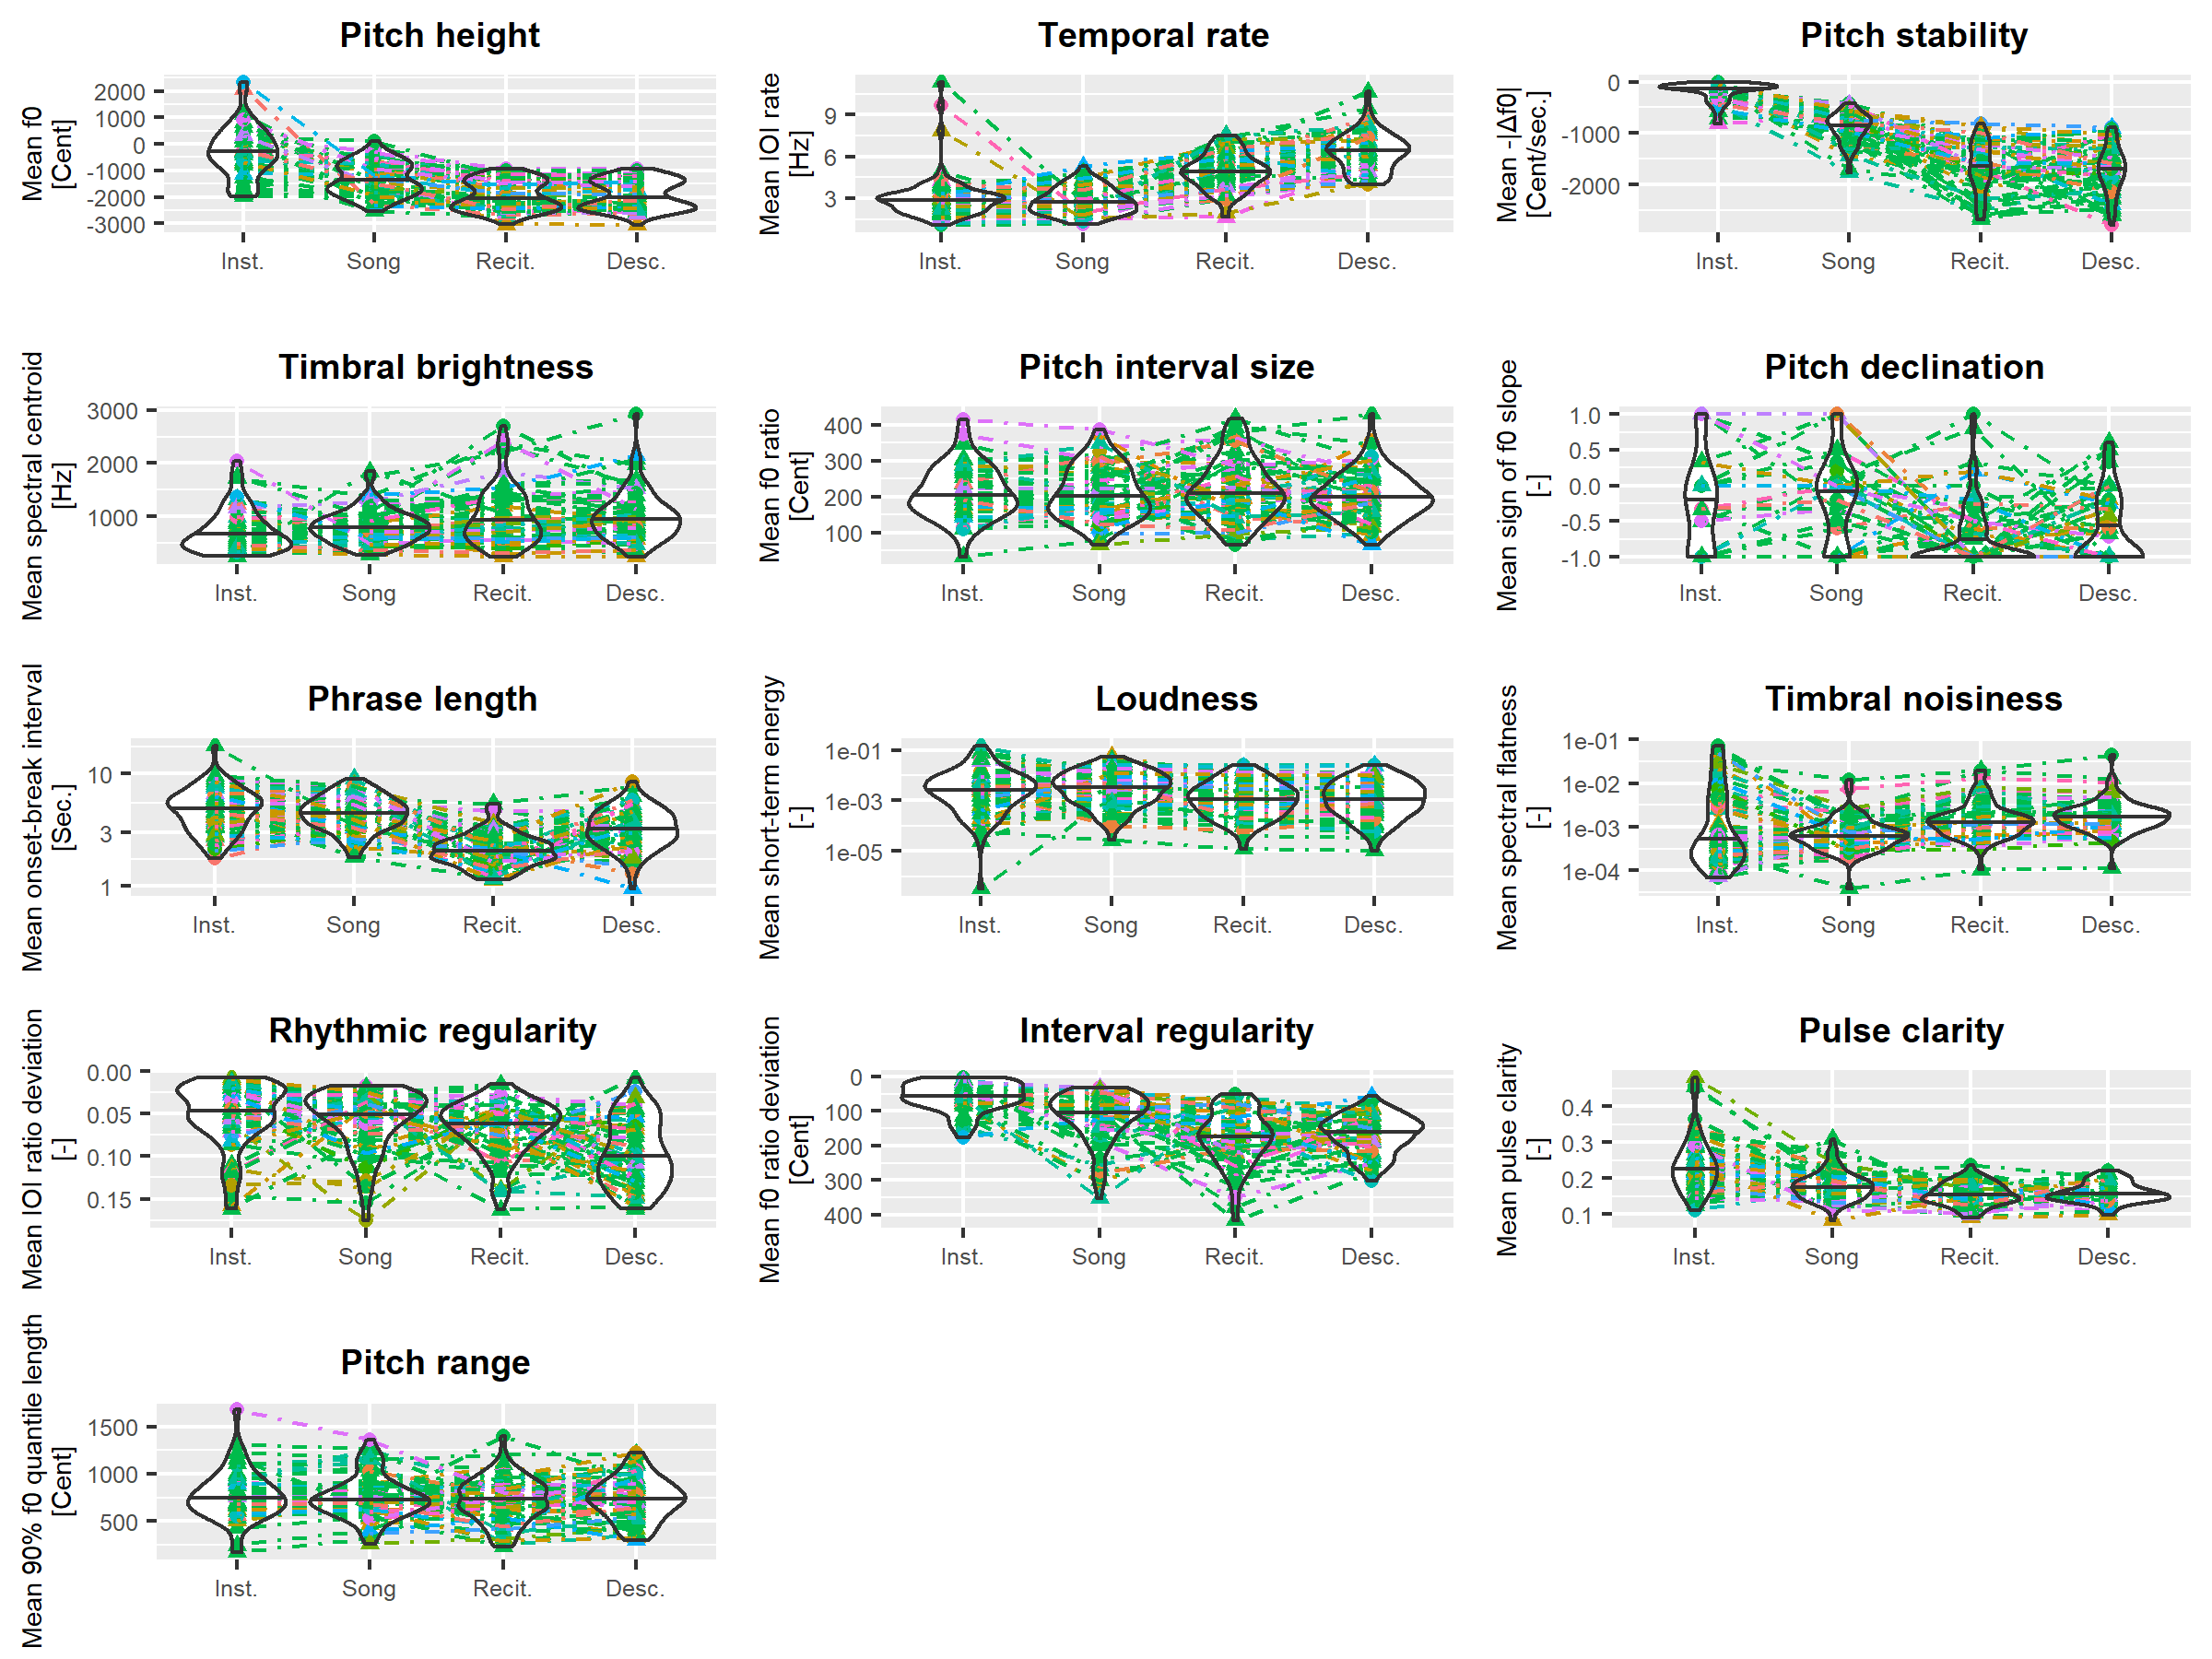 Pitch height
Mean f0
[Cent]
2000
1000
0
-1000
-2000
-3000
Inst. Song Recit. Desc.
Temporal rate
Mean IOI rate
[Hz]
9
6
3
Inst. Song Recit. Desc.
Pitch stability
Mean -|Δf0|
[Cent/sec.]
0
-1000
-2000
Inst. Song Recit. Desc.
Timbral brightness
Mean spectral centroid
[Hz]
3000
2000
1000
Inst. Song Recit. Desc.
Pitch interval size
Mean f0 ratio
[Cent]
400
300
200
100
Inst. Song Recit. Desc.
Pitch declination
Mean sign of f0 slope
[-]
1.0
0.5
0.0
-0.5
-1.0
Inst. Song Recit. Desc.
Phrase length
Mean onset-break interval
[Sec.]
10
3
1
Inst. Song Recit. Desc.
Loudness
Mean short-term energy
[-]
1e-01
1e-03
1e-05
Inst. Song Recit. Desc.
Timbral noisiness
Mean spectral flatness
[-]
1e-01
1e-02
1e-03
1e-04
Inst. Song Recit. Desc.
Rhythmic regularity
Mean IOI ratio deviation
[-]
0.00
0.05
0.10
0.15
Inst. Song Recit. Desc.
Interval regularity
Mean f0 ratio deviation
[Cent]
0
100
200
300
400
Inst. Song Recit. Desc.
Pulse clarity
Mean pulse clarity
[-]
0.4
0.3
0.2
0.1
Inst. Song Recit. Desc.
Pitch range
Mean 90% f0 quantile length
[Cent]
1500
1000
500
Inst. Song Recit. Desc.